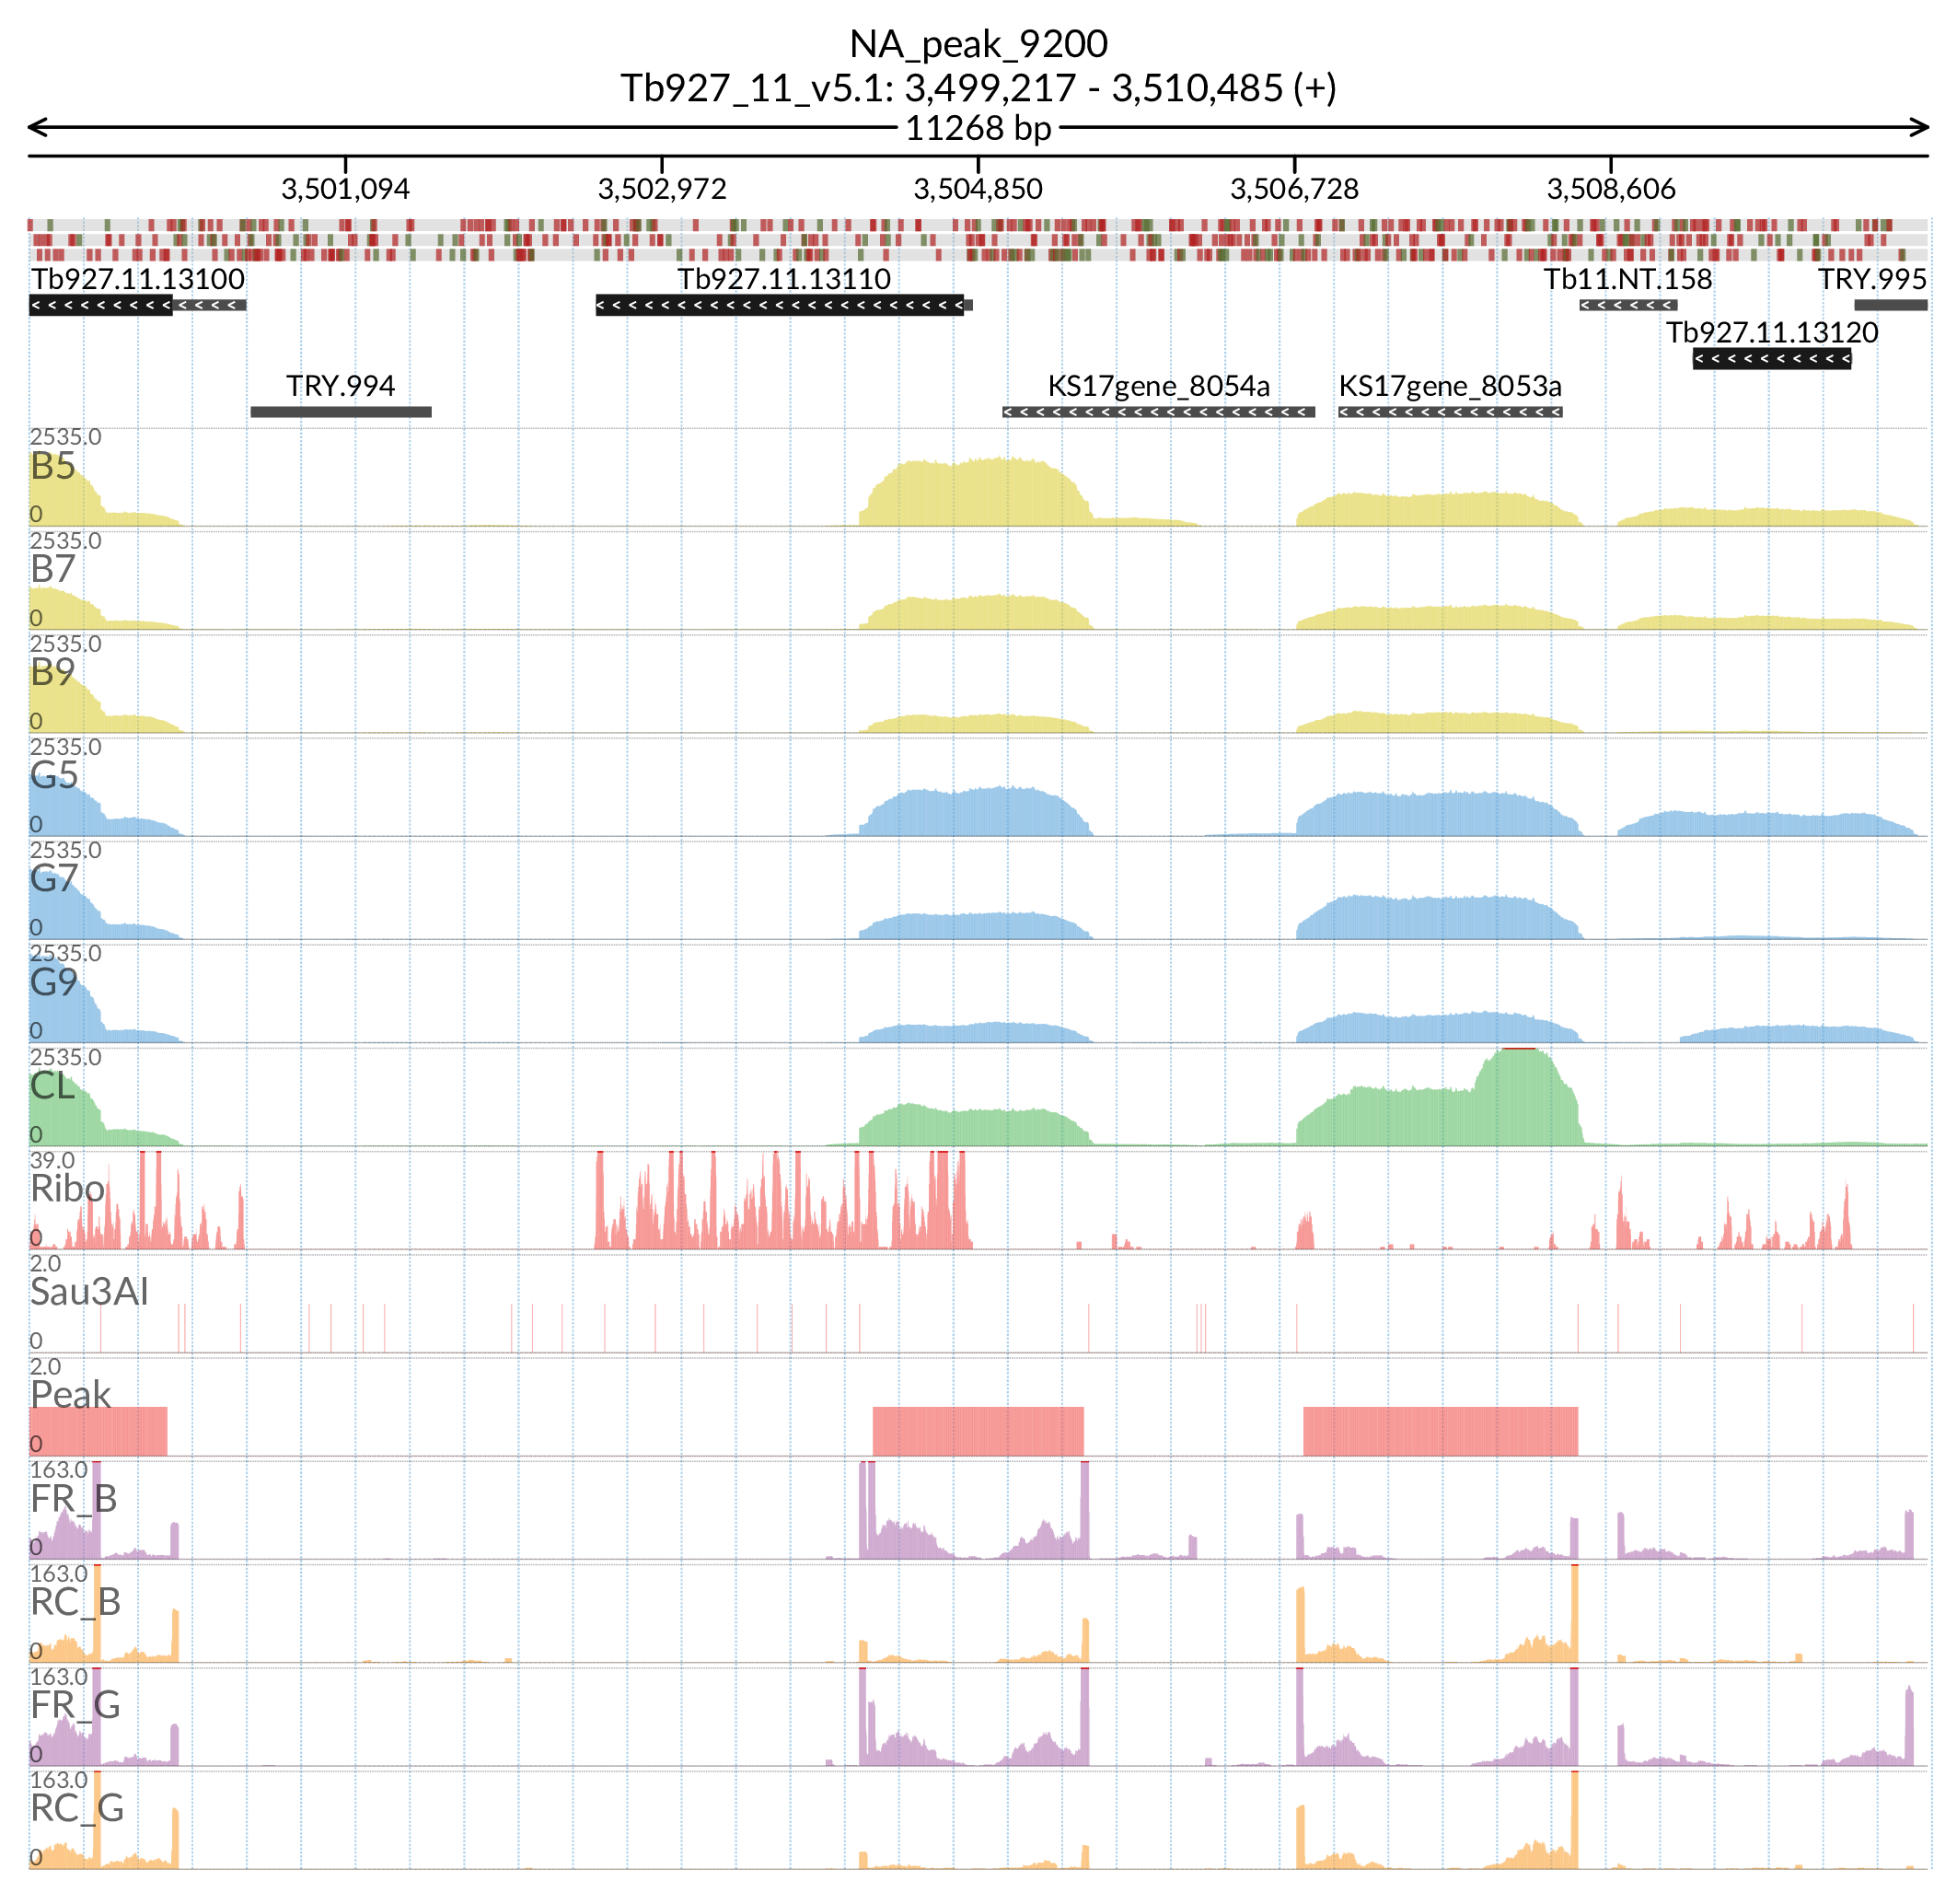 NA_peak_9200
Tb927_11_v5.1: 3,499,217 - 3,510,485 (+)
11268 bp
3,501,094 3,502,972 3,504,850 3,506,728 3,508,606
Tb927.11.13100 Tb927.11.13110 Tb11.NT.158 TRY.995
Tb927.11.13120
TRY.994 KS17gene_8054a KS17gene_8053a
2535.0
B5
0
2535.0
B7
0
2535.0
B9
0
2535.0
G5
0
2535.0
G7
0
2535.0
G9
0
2535.0
CL
0
39.0
Ribo
0
2.0
Sau3AI
0
2.0
Peak
0
163.0
FR_B
0
163.0
RC_B
0
163.0
FR_G
0
163.0
RC_G
0